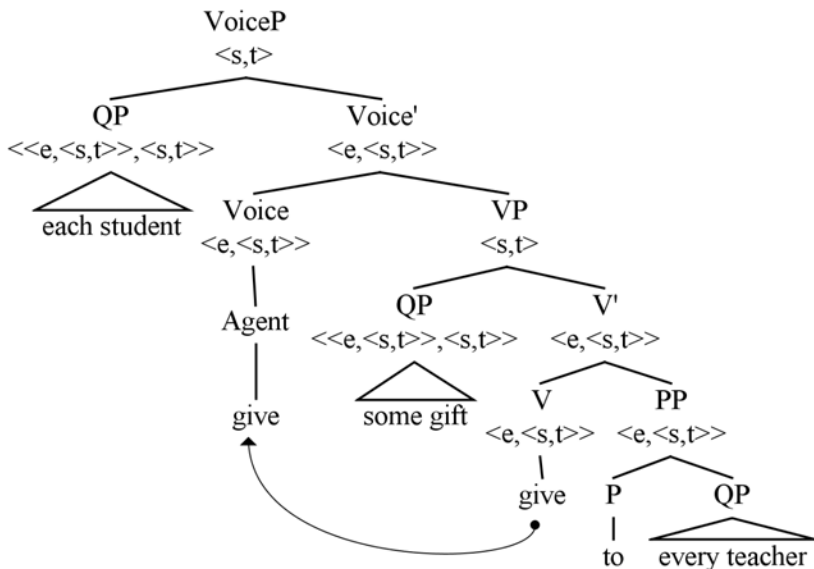 VoiceP
<s,t>
QP Voice'
<<e,<s,t>>,<s,t>> <e,<s,t>>
Voice VP
each student
<e,<s,t>> <s,t>
Agent QP V'
<<e,<s,t>>,<s,t>> <e,<s,t>>
give some gift V PP
<e,<s,t>> <e,<s,t>>
give P QP
to every teacher